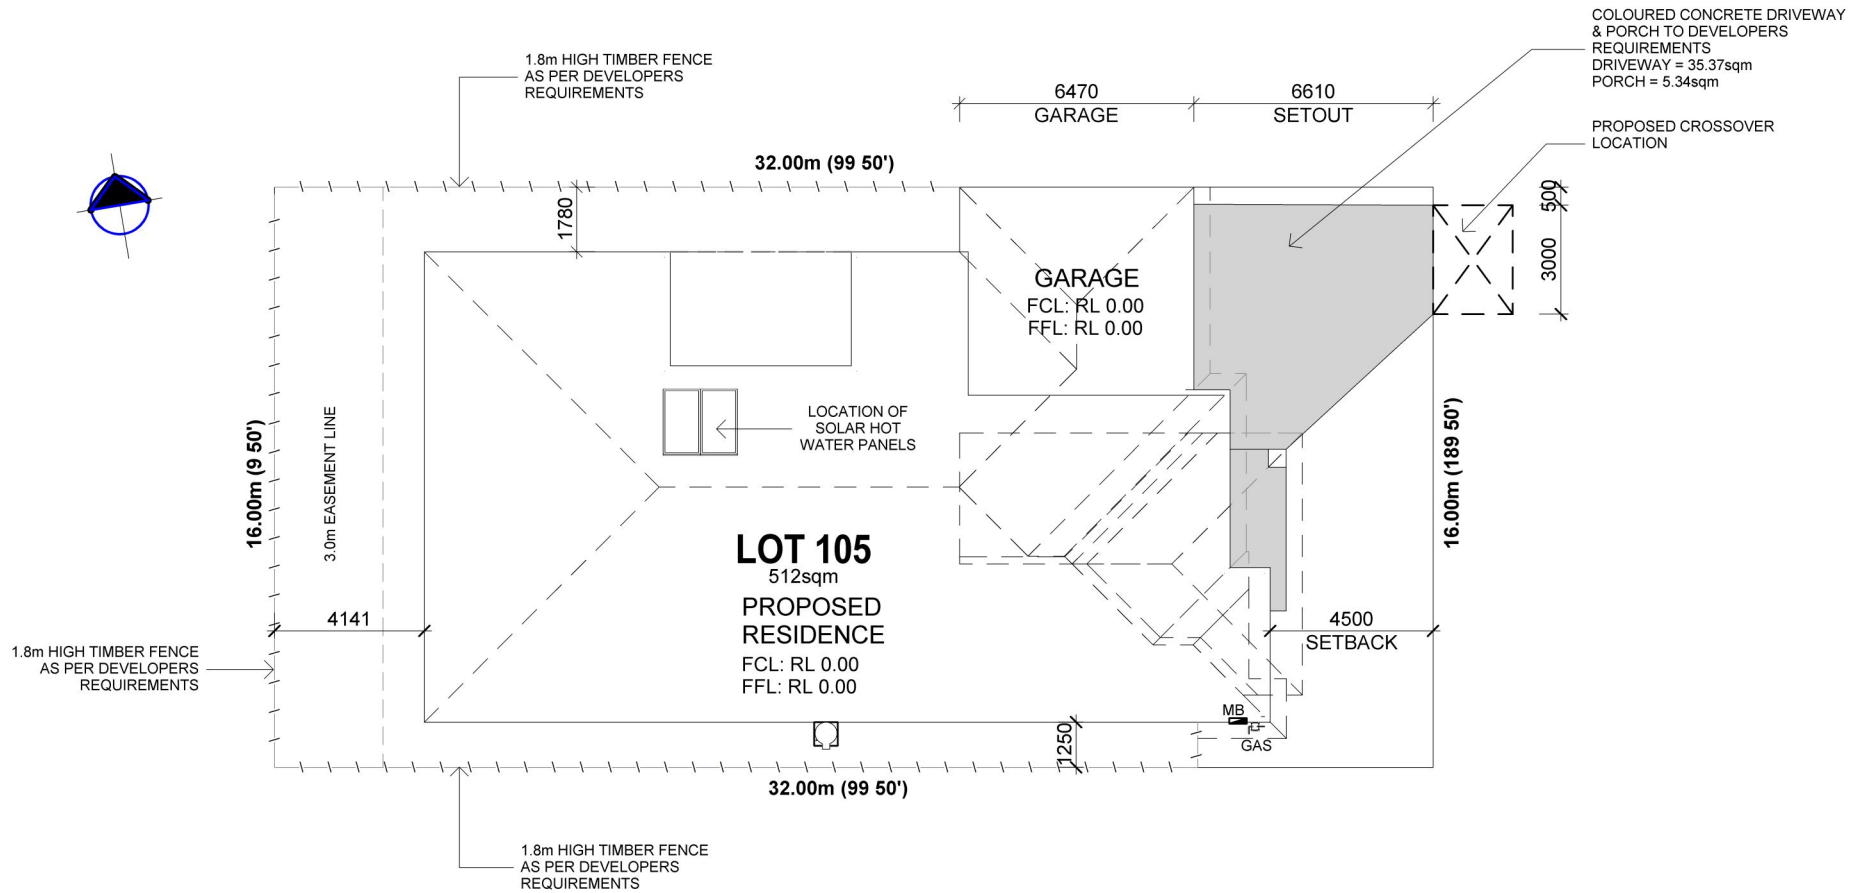 COLOURED CONCRETE DRIVEWAY
& PORCH TO DEVELOPERS
REQUIREMENTS
DRIVEWAY = 35.37sqm
PORCH = 5.34sqm
1.8m HIGH TIMBER FENCE
AS PER DEVELOPERS
REQUIREMENTS
6470
GARAGE
6610
SETOUT
PROPOSED CROSSOVER
LOCATION
32.00m (99 50')
1780
500
3000
GARAGE
FCL: RL 0.00
FFL: RL 0.00
LOCATION OF
SOLAR HOT
WATER PANELS
16.00m (9 50')
3.0m EASEMENT LINE
16.00m (189 50')
LOT 105
512sqm
PROPOSED
RESIDENCE
FCL: RL 0.00
FFL: RL 0.00
4141
4500
SETBACK
1.8m HIGH TIMBER FENCE
AS PER DEVELOPERS
REQUIREMENTS
MB
GAS
1250
32.00m (99 50')
1.8m HIGH TIMBER FENCE
AS PER DEVELOPERS
REQUIREMENTS